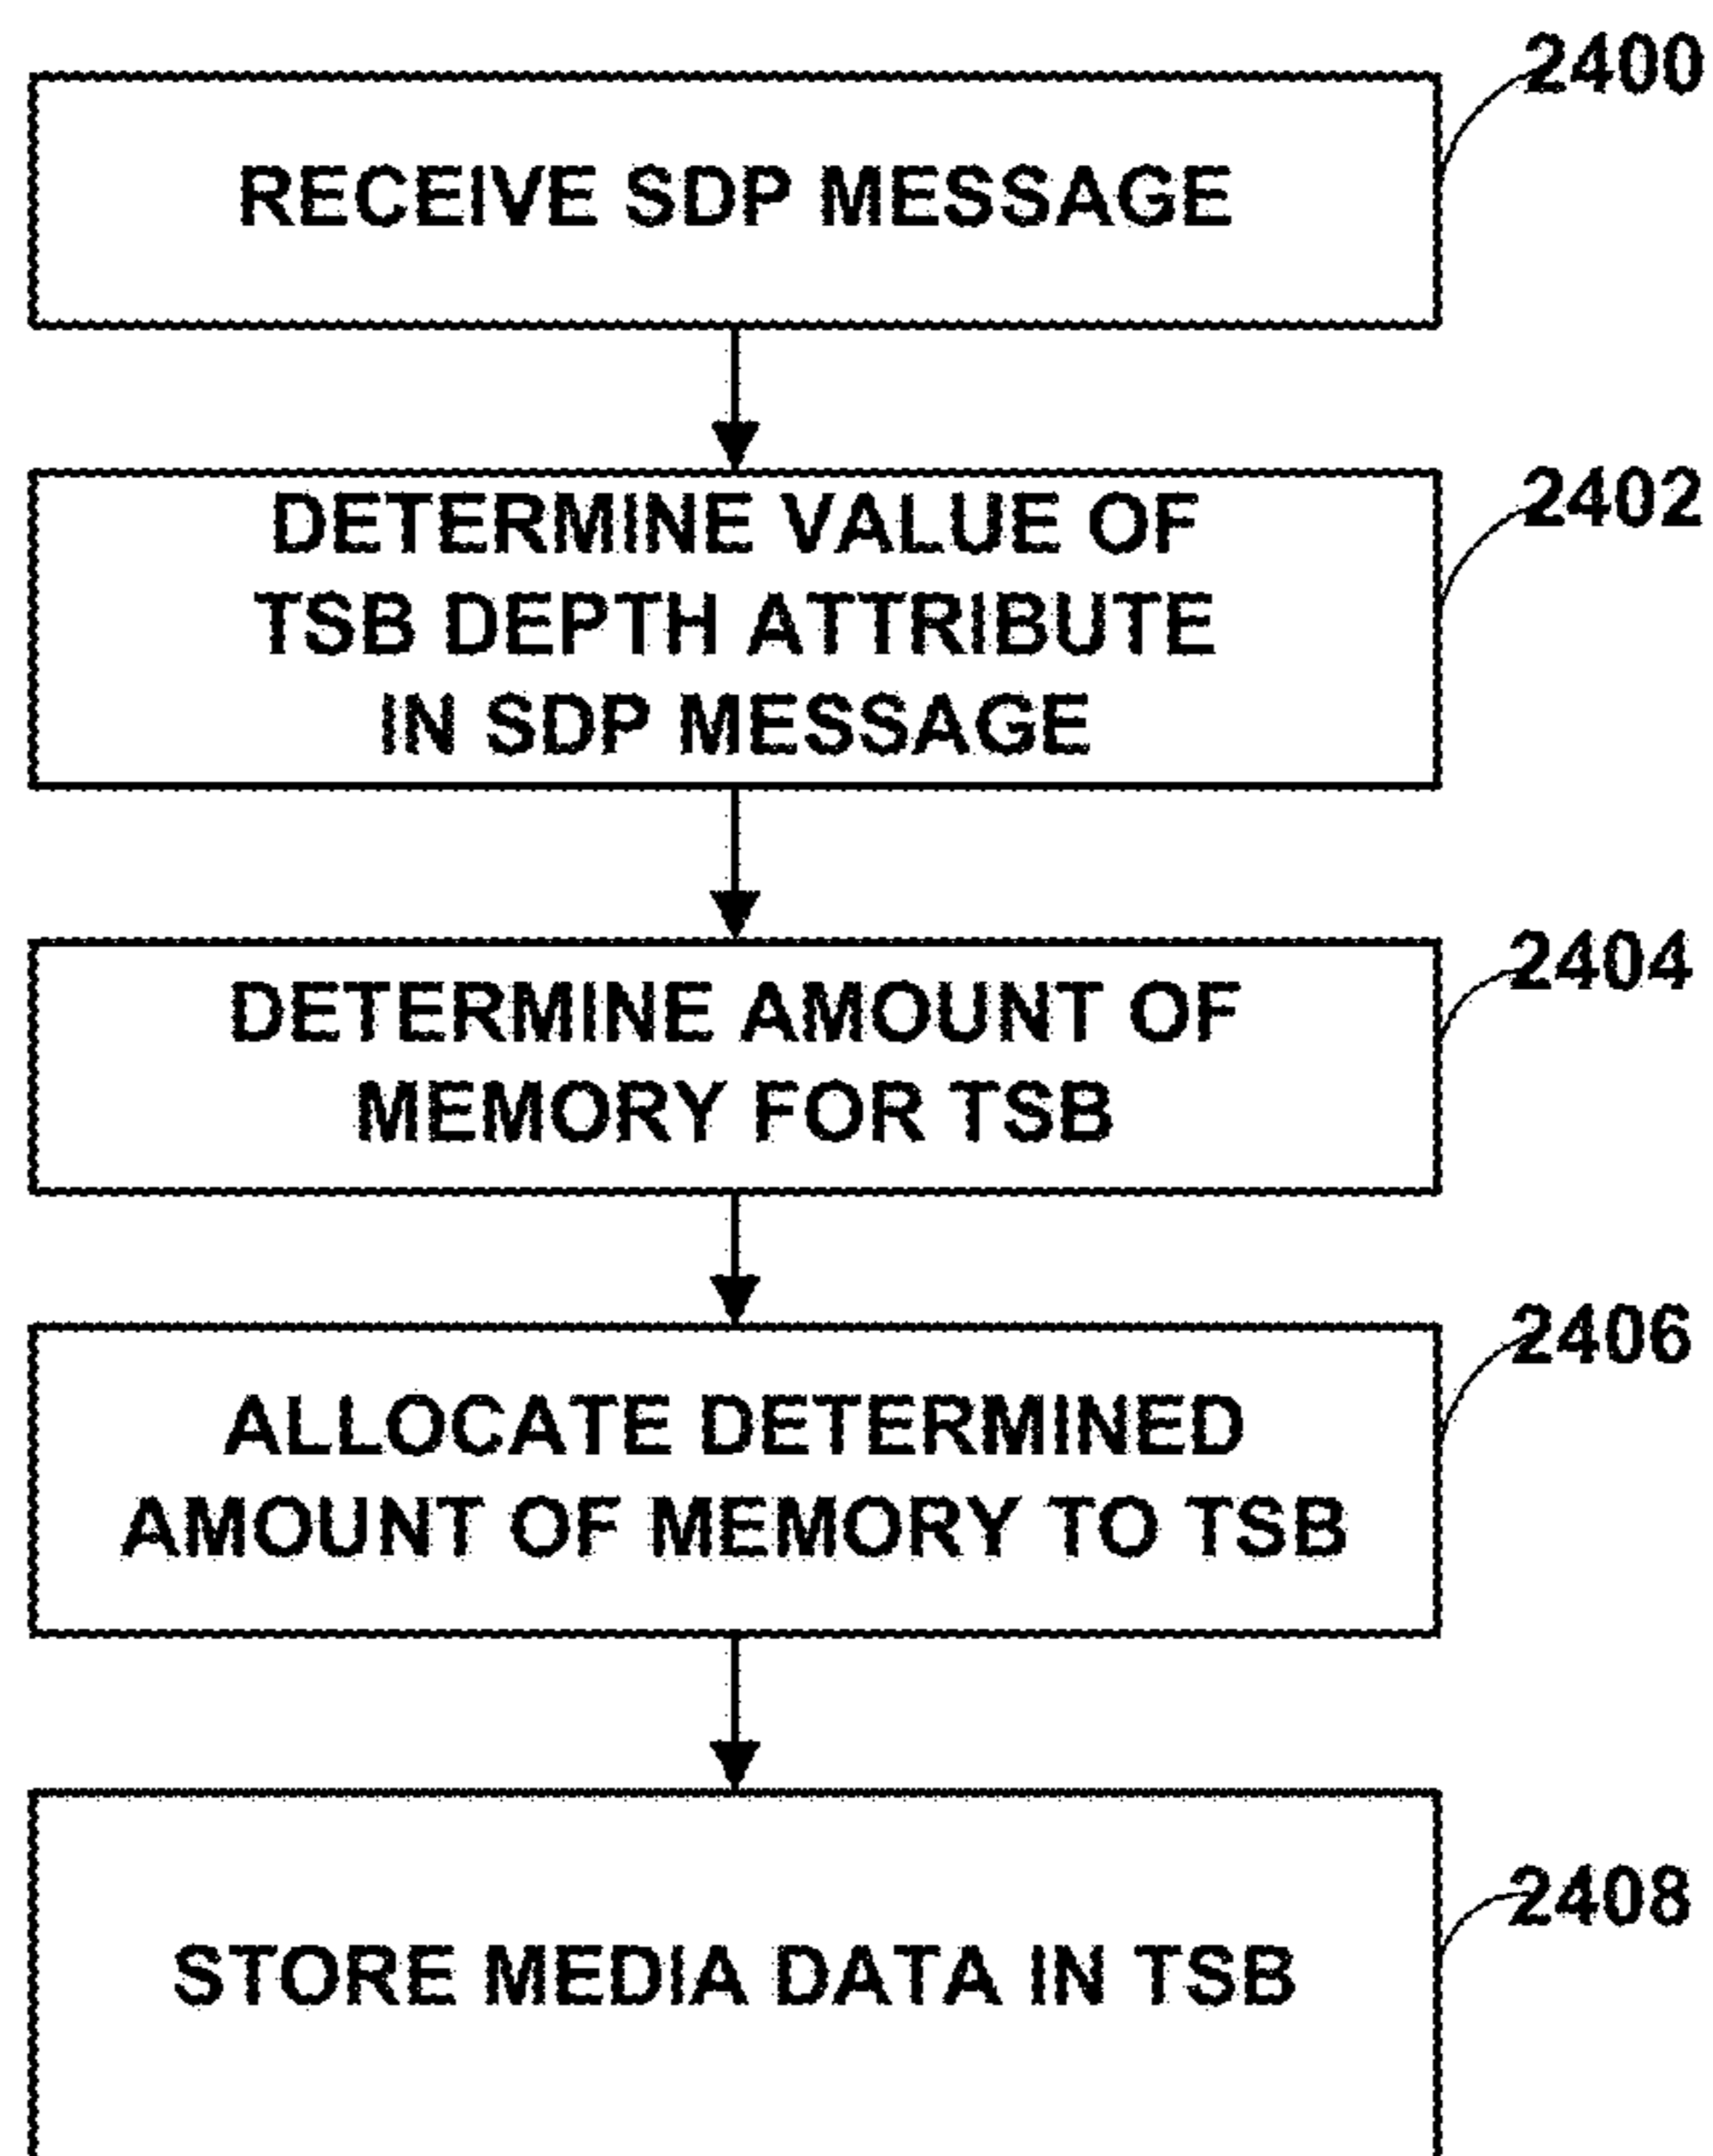 2400
RECEIVE SDP MESSAGE
2402
DETERMINE VALUE OF
TSB DEPTH ATTRIBUTE
IN SDP MESSAGE
2404
DETERMINE AMOUNT OF
MEMORY FOR TSB
2406
ALLOCATE DETERMINED
AMOUNT OF MEMORY TO TSB
2408
STORE MEDIA DATA IN TSB